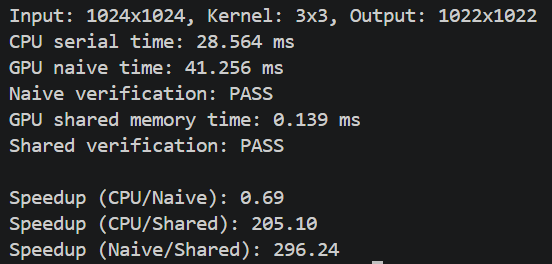 Input: 1024x1024, Kernel: 3x3, Output: 1022x1022
CPU serial time: 28.564 ms
GPU naive time: 41.256 ms
Naive verification: PASS
GPU shared memory time: 0.139 ms
Shared verification: PASS
Speedup (CPU/Naive): 0.69
Speedup (CPU/Shared): 205.10
Speedup (Naive/Shared): 296.24